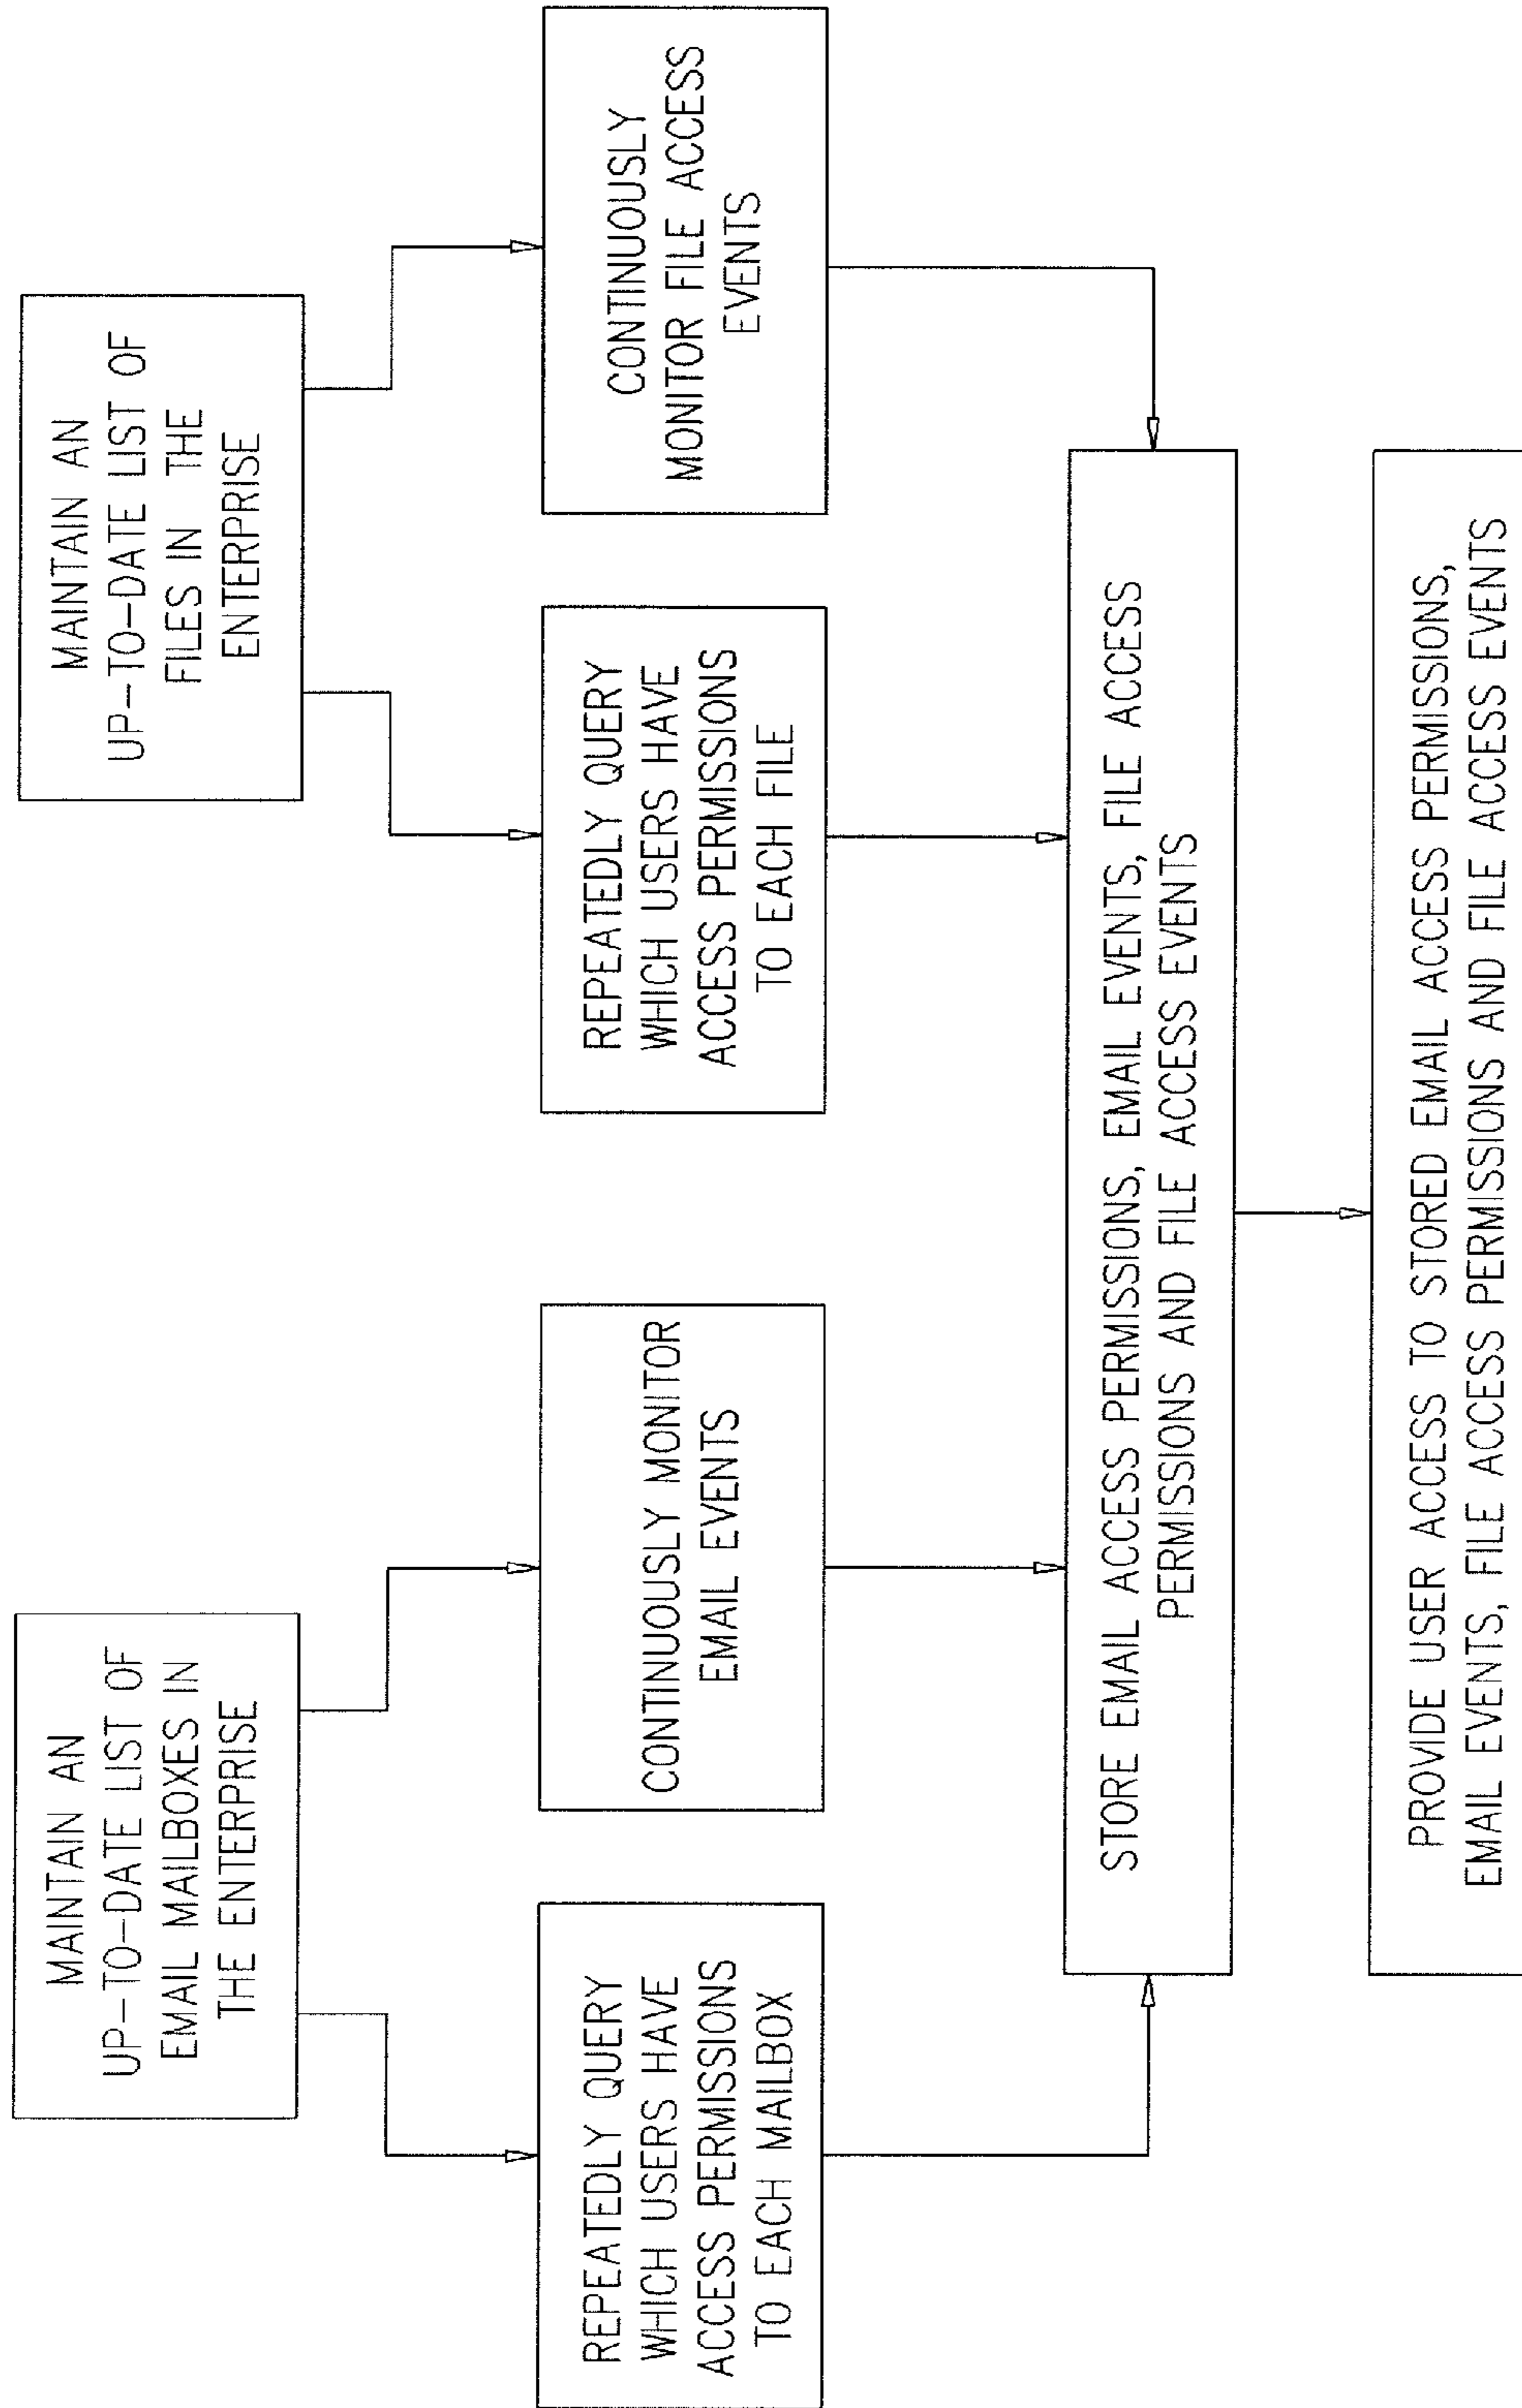 MAINTAIN AN
UP-TO-DATE LIST OF
EMAIL MAILBOXES IN
THE ENTERPRISE
MAINTAIN AN
UP-TO-DATE LIST OF
FILES IN THE
ENTERPRISE
REPEATEDLY QUERY
WHICH USERS HAVE
ACCESS PERMISSIONS
TO EACH MAILBOX
CONTINUOUSLY MONITOR
EMAIL EVENTS
REPEATEDLY QUERY
WHICH USERS HAVE
ACCESS PERMISSIONS
TO EACH FILE
CONTINUOUSLY
MONITOR FILE ACCESS
EVENTS
STORE EMAIL ACCESS PERMISSIONS, EMAIL EVENTS, FILE ACCESS
PERMISSIONS AND FILE ACCESS EVENTS
PROVIDE USER ACCESS TO STORED EMAIL ACCESS PERMISSIONS,
EMAIL EVENTS, FILE ACCESS PERMISSIONS AND FILE ACCESS EVENTS